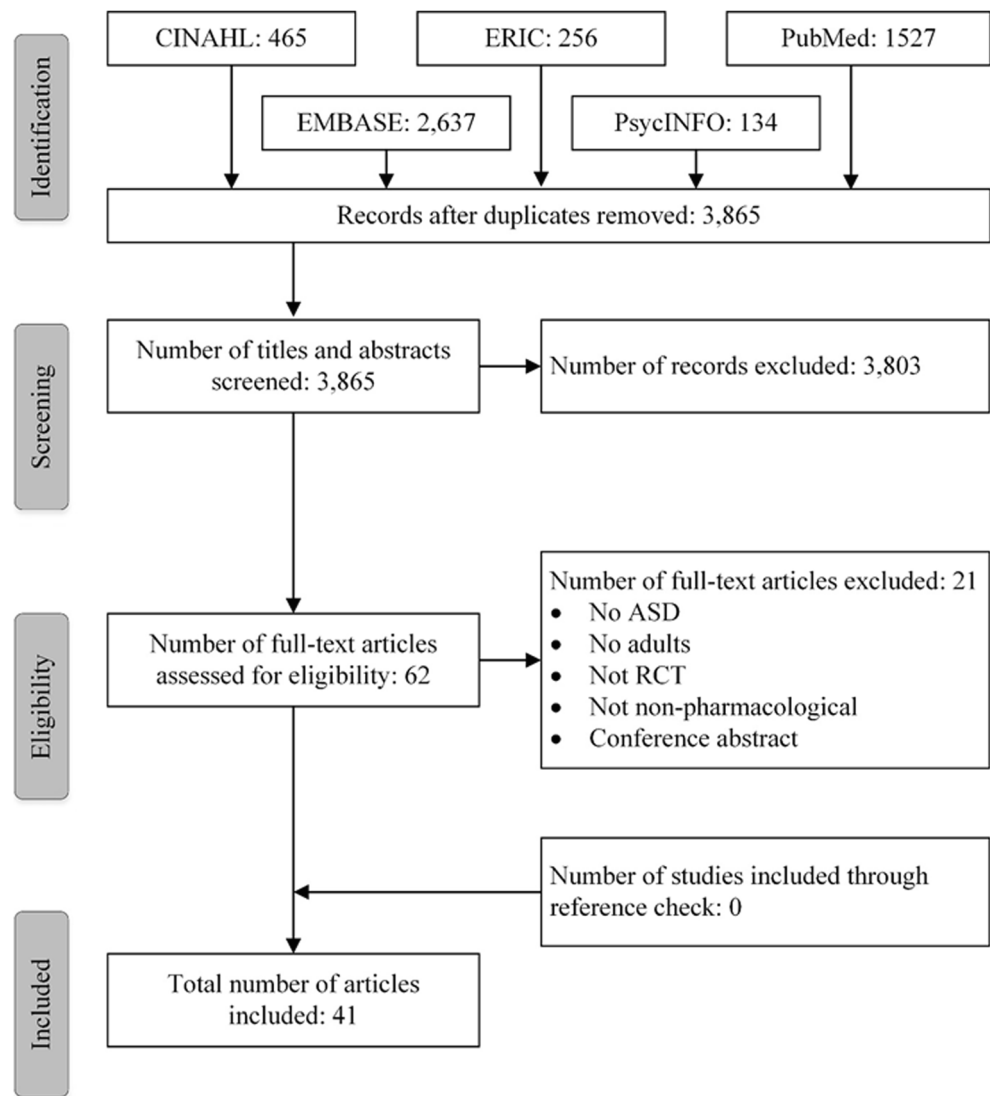 Identification
CINAHL: 465
ERIC: 256
PubMed: 1527
EMBASE: 2,637
PsycINFO: 134
Records after duplicates removed: 3,865
Screening
Number of titles and abstracts
screened: 3,865
Number of records excluded: 3,803
Eligibility
Number of full-text articles
assessed for eligibility: 62
Number of full-text articles excluded: 21
• No ASD
• No adults
• Not RCT
• Not non-pharmacological
• Conference abstract
Number of studies included through
reference check: 0
Included
Total number of articles
included: 41